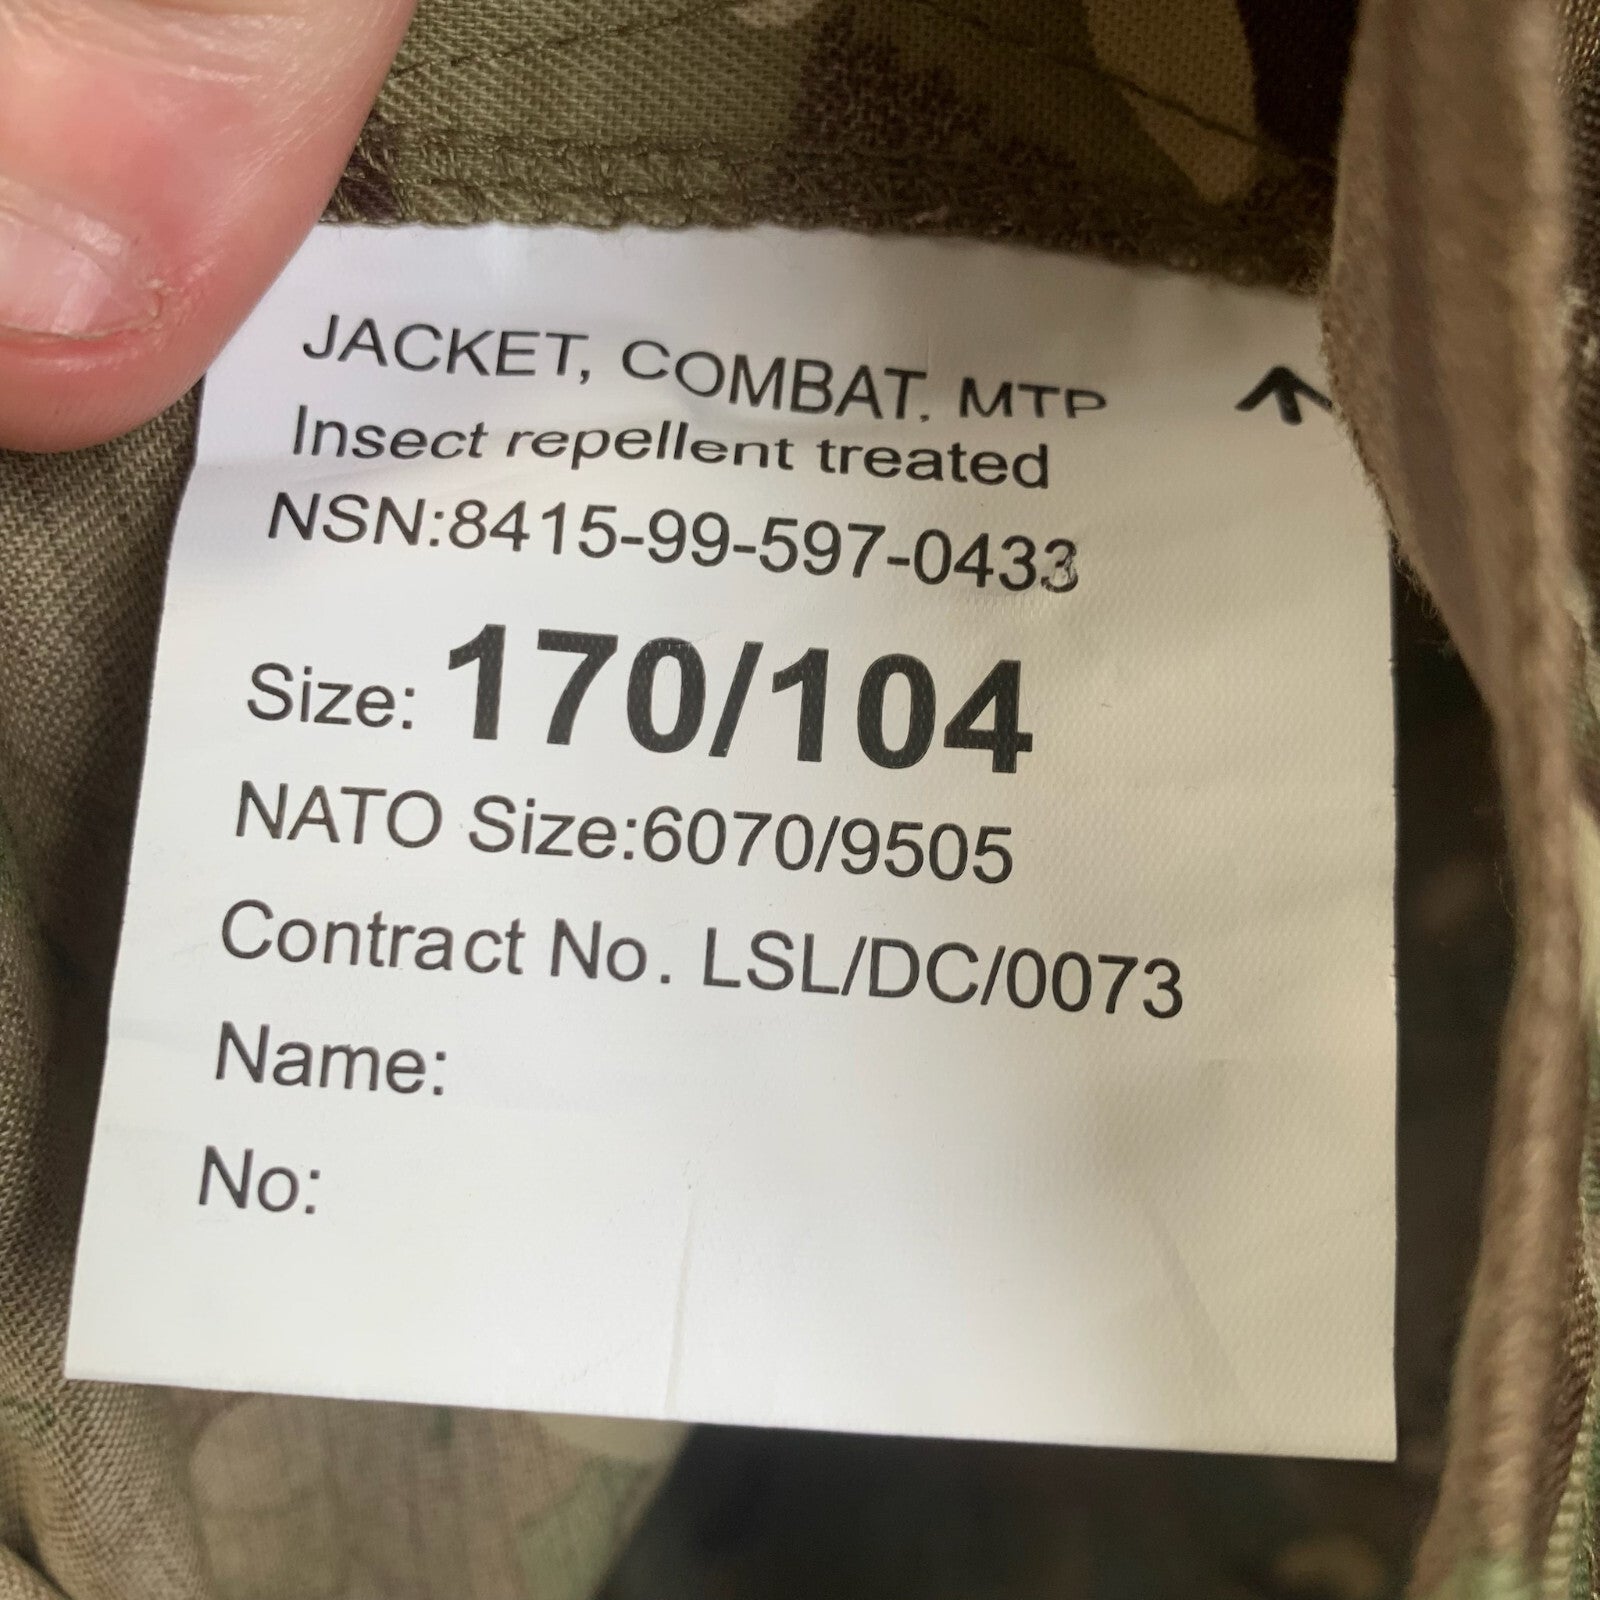 JACKET, COMBAT, MTP
Insect repellent treated
NSN:8415-99-597-0433
Size: 170/104
NATO Size:6070/9505
Contract No. LSL/DC/0073
Name:
No: